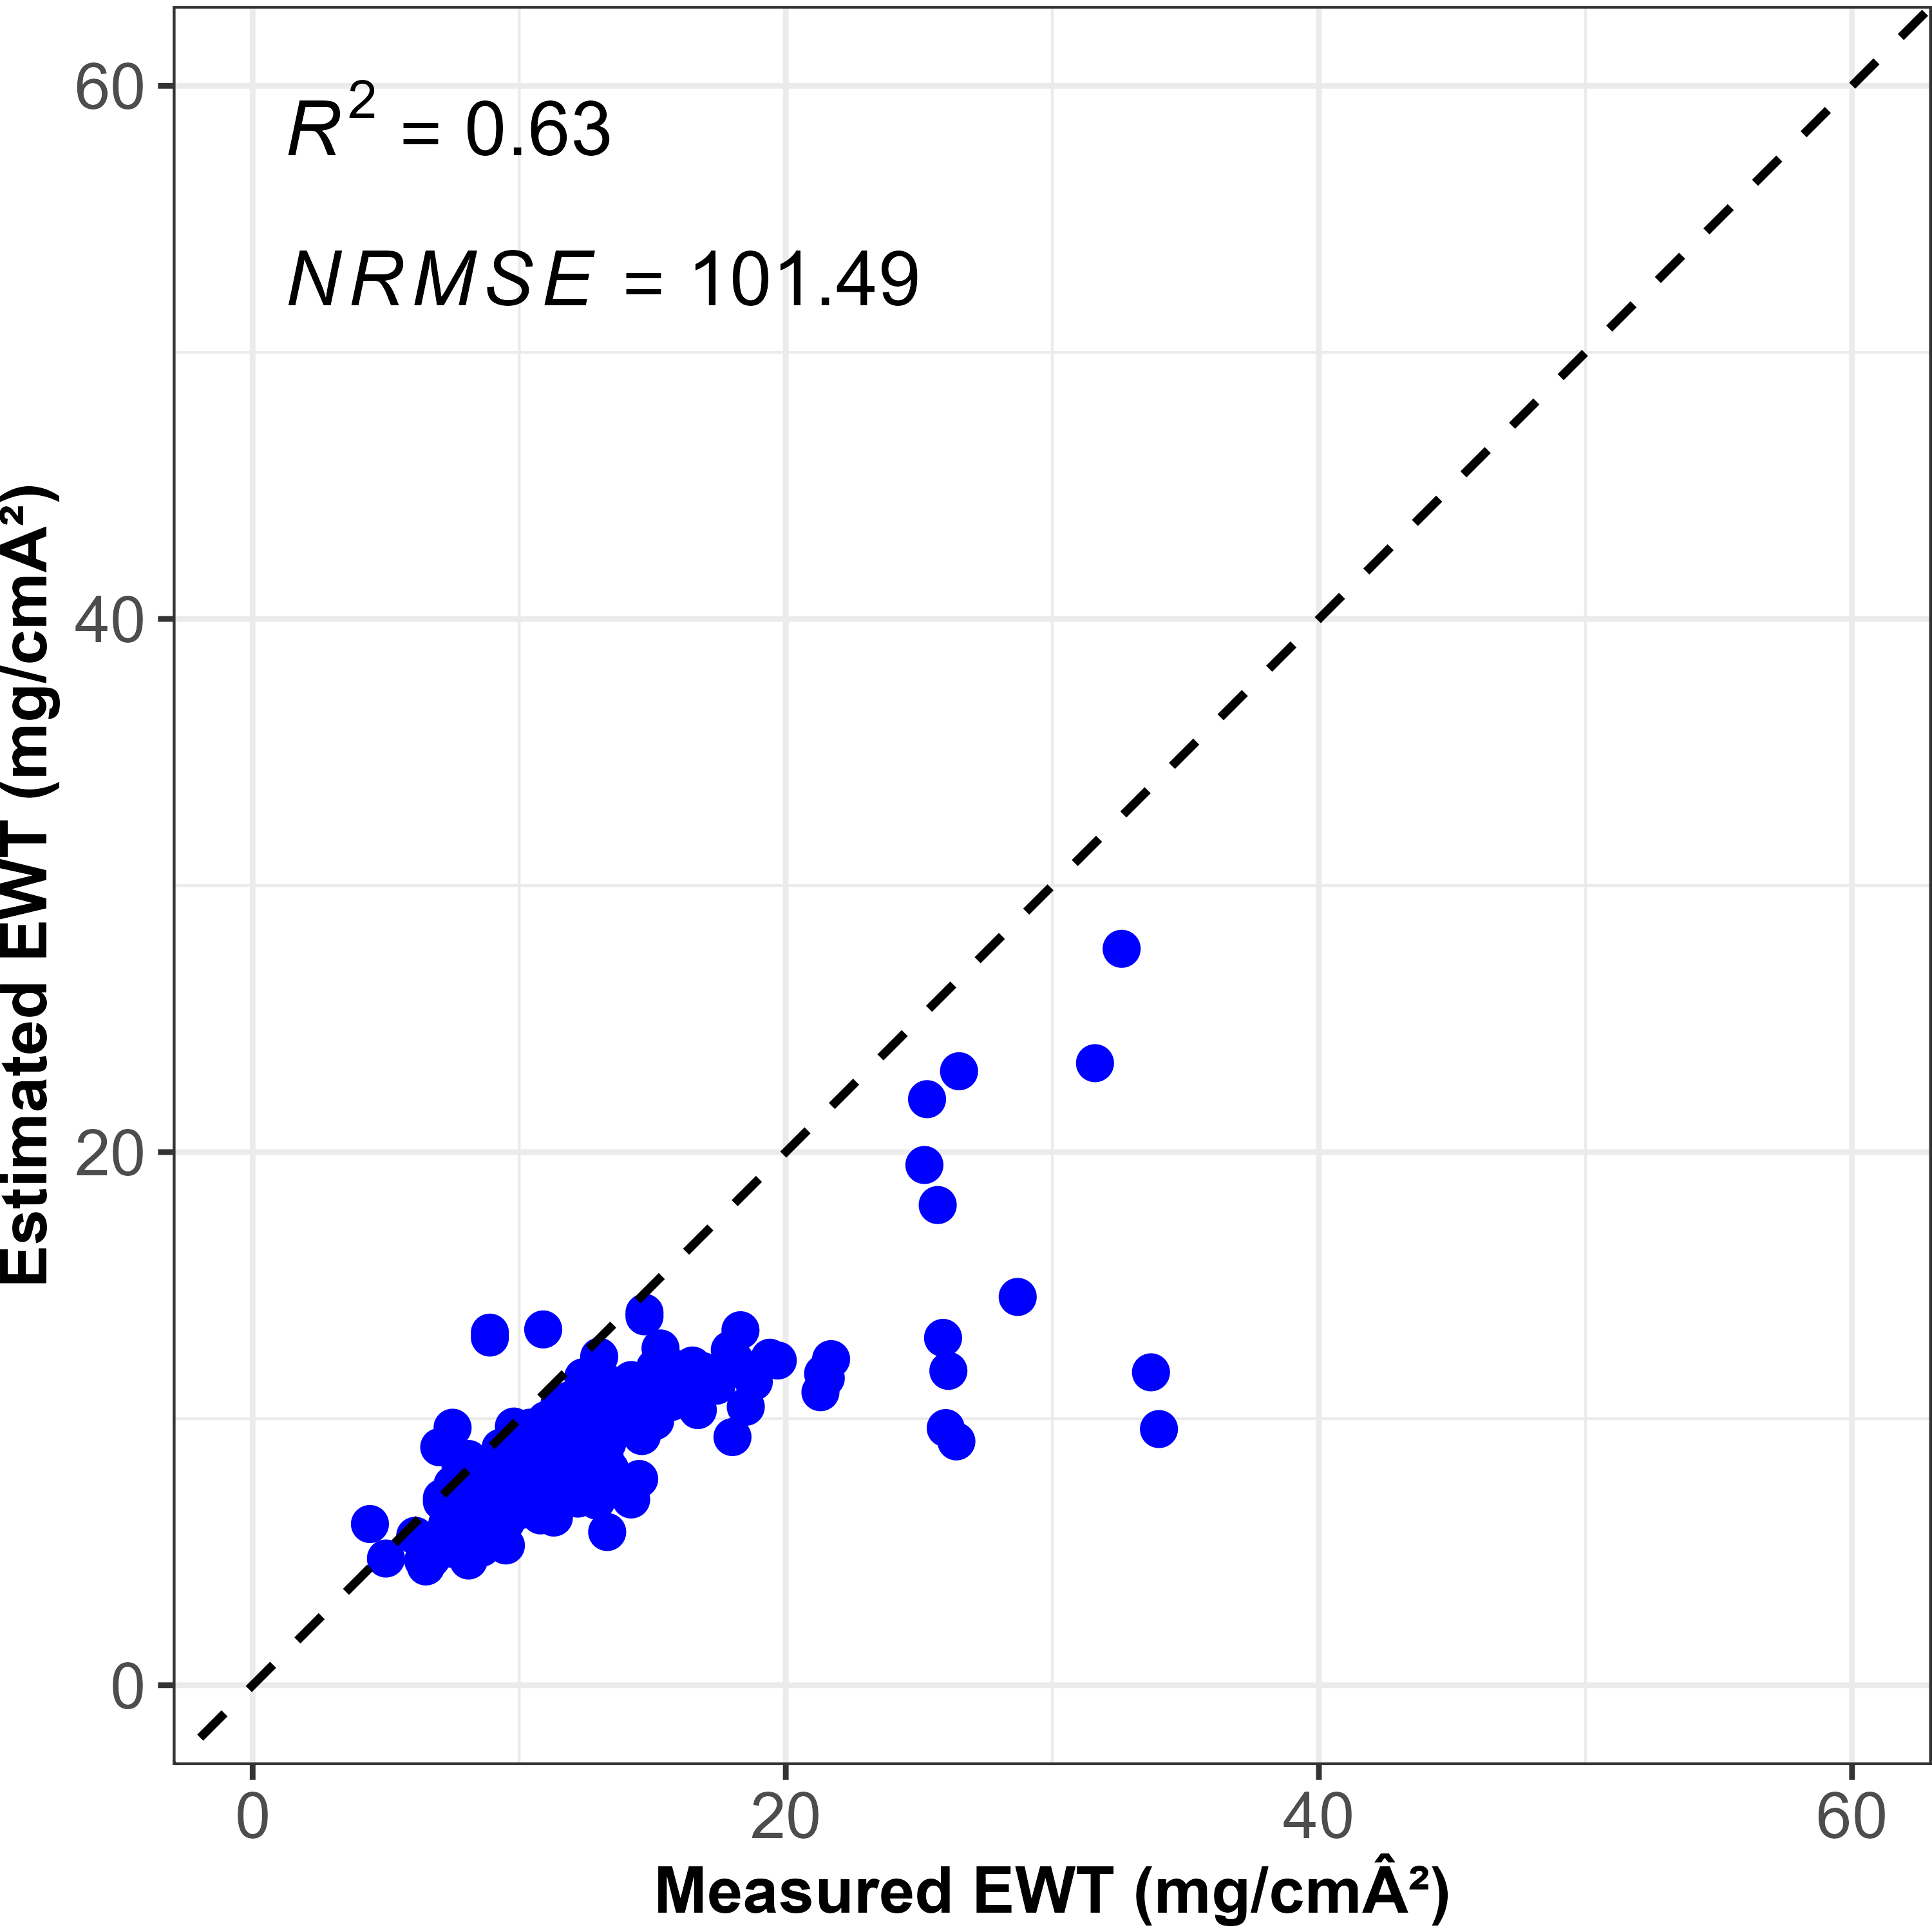 R² = 0.63
NRMSE = 101.49
60
40
20
0
Estimated EWT (mg/cmÂ²)
0 20 40 60
Measured EWT (mg/cmÂ²)